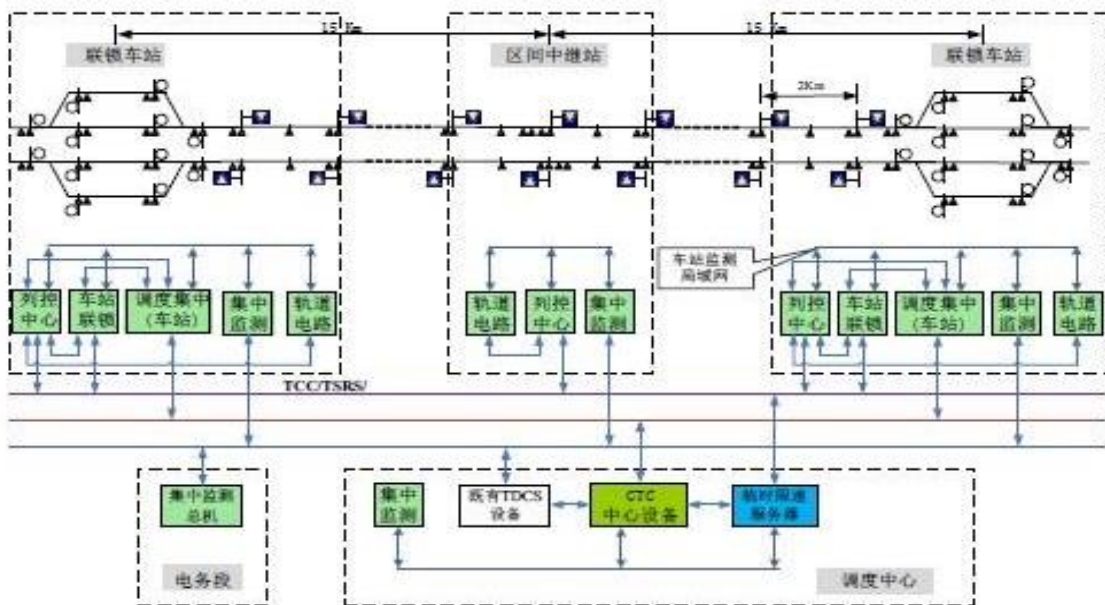 15 Km
15 Km
联锁车站
区间中继站
联锁车站
2Km
车站监测
局域网
列控
中心
车站
联锁
调度集中
(车站)
集中
监测
轨道
电路
轨道
电路
列控
中心
集中
监测
列控
中心
车站
联锁
调度集中
(车站)
集中
监测
轨道
电路
TCC/TSRS/
集中监测
总机
集中
监测
既有TDCS
设备
CTC
中心设备
临时限速
服务器
电务段
调度中心